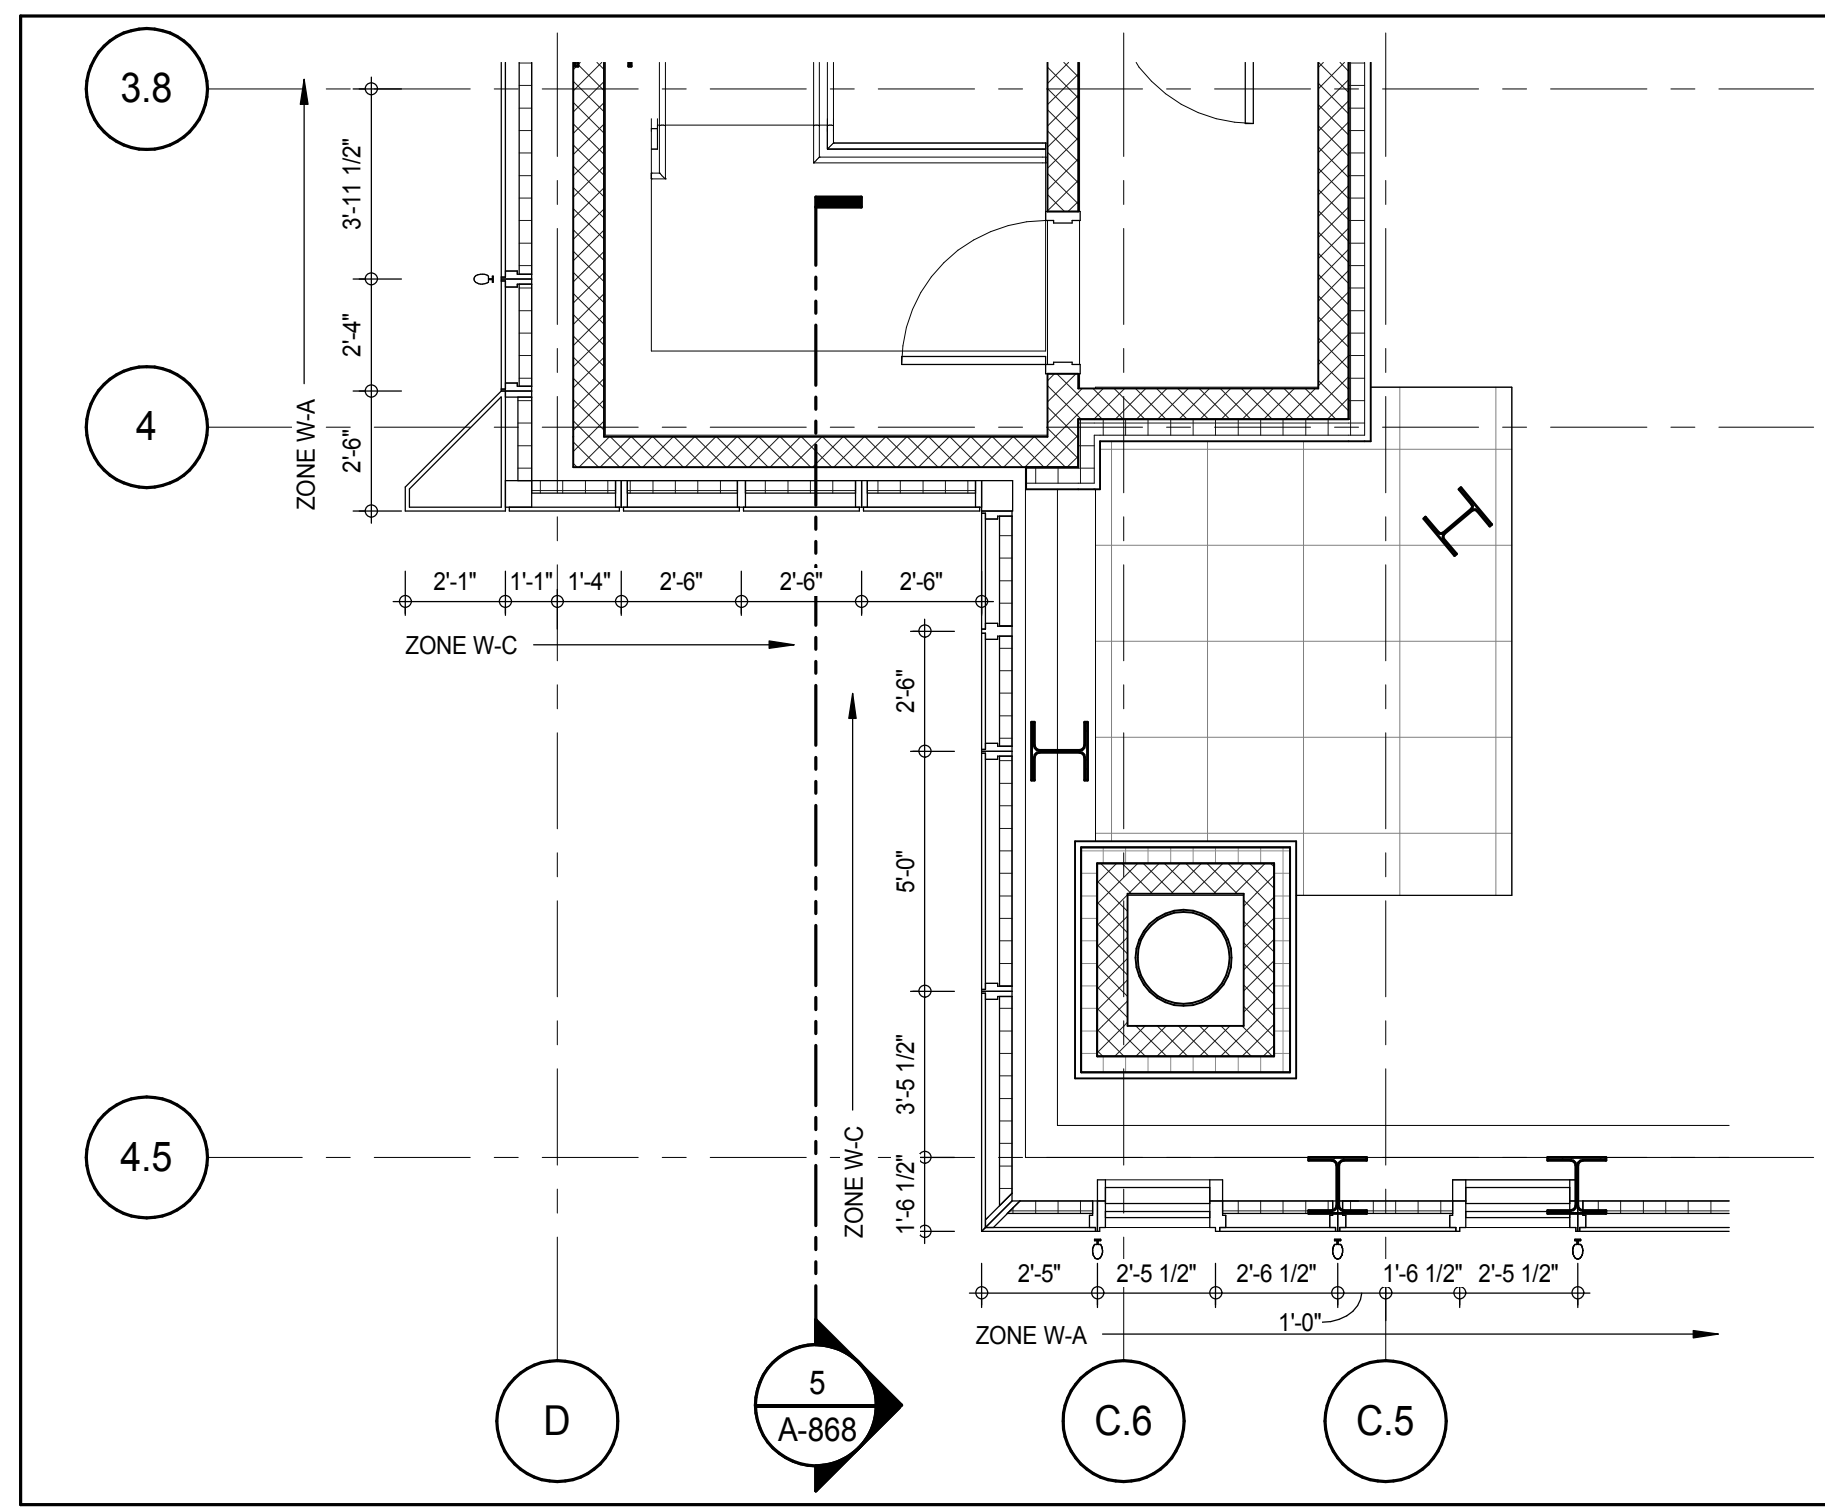 3.8
3'-11 1/2"
2'-4"
ZONE W-A
4
2'-6"
2'-1"
1'-1"
1'-4"
2'-6"
2'-6"
2'-6"
ZONE W-C
2'-6"
5'-0"
3'-5 1/2"
ZONE W-C
4.5
1'-6 1/2"
2'-5"
2'-5 1/2"
2'-6 1/2"
1'-6 1/2"
2'-5 1/2"
1'-0"
ZONE W-A
D
5
A-868
C.6
C.5